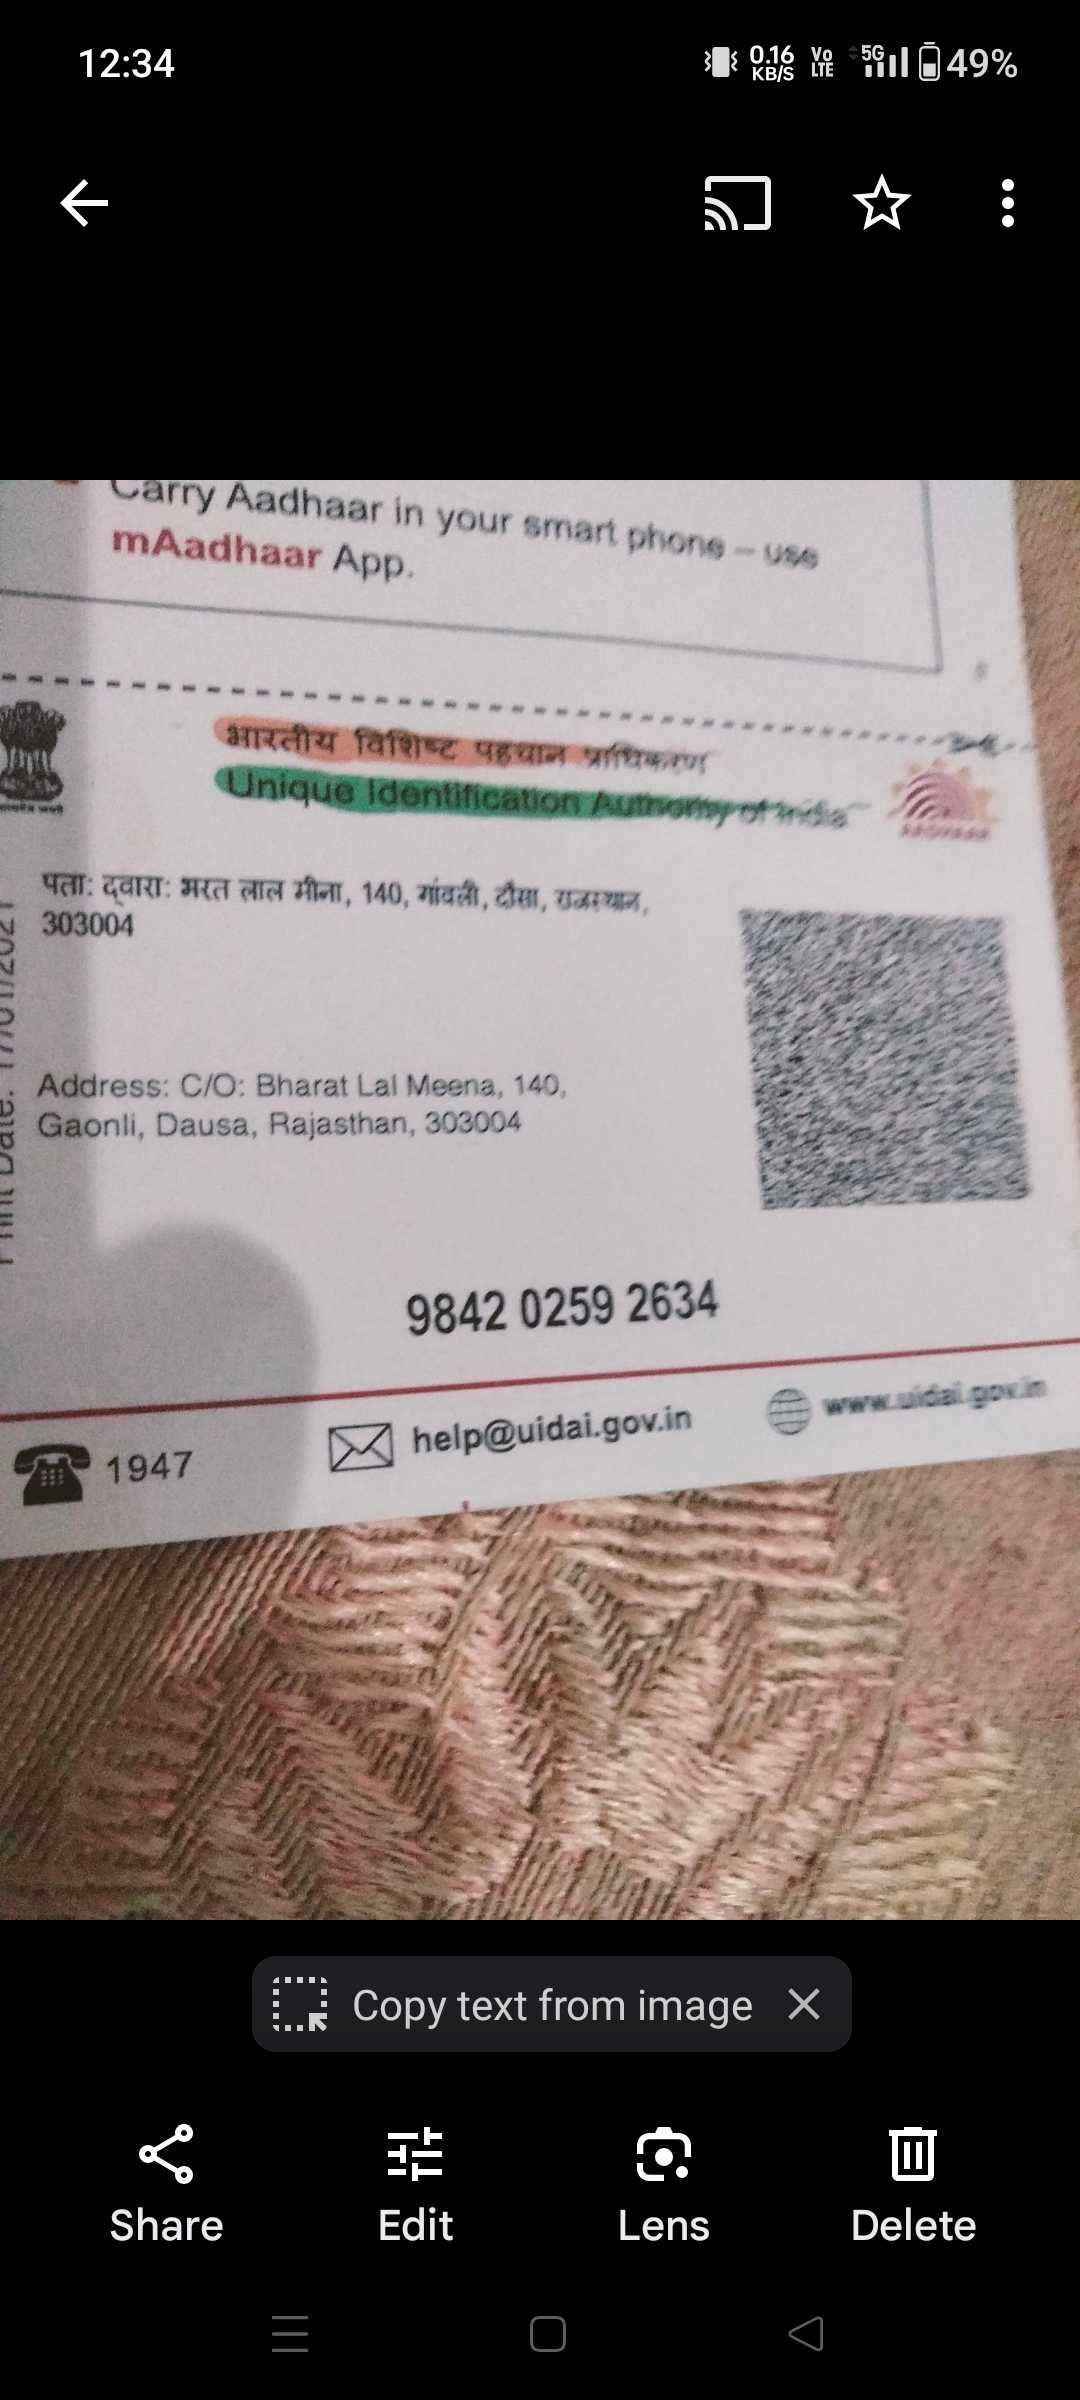 12:34
0.16 KB/S Vo LTE 5G 49%
Carry Aadhaar in your smart phone – use
mAadhaar App.
भारतीय विशिष्ट पहचान प्राधिकरण
Unique Identification Authority of India
AADHAAR
पता: द्वारा: भरत लाल मीना, 140, गांवली, दौसा, राजस्थान,
303004
Print Date: 17/01/2021
Address: C/O: Bharat Lal Meena, 140,
Gaonli, Dausa, Rajasthan, 303004
9842 0259 2634
1947
help@uidai.gov.in
www.uidai.gov.in
Copy text from image
Share
Edit
Lens
Delete